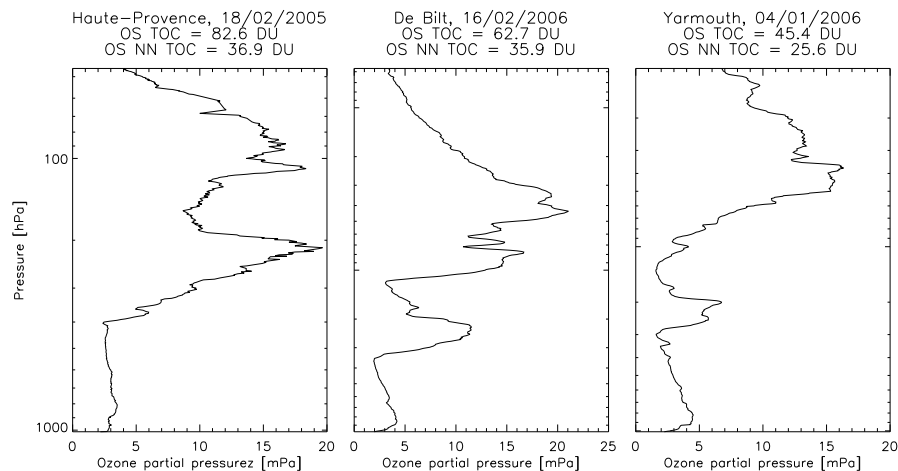 Haute-Provence, 18/02/2005
OS TOC = 82.6 DU
OS NN TOC = 36.9 DU
De Bilt, 16/02/2006
OS TOC = 62.7 DU
OS NN TOC = 35.9 DU
Yarmouth, 04/01/2006
OS TOC = 45.4 DU
OS NN TOC = 25.6 DU
Pressure [hPa]
100
1000
0 5 10 15 20
0 5 10 15 20 25
0 5 10 15 20
Ozone partial pressurez [mPa]
Ozone partial pressure [mPa]
Ozone partial pressure [mPa]